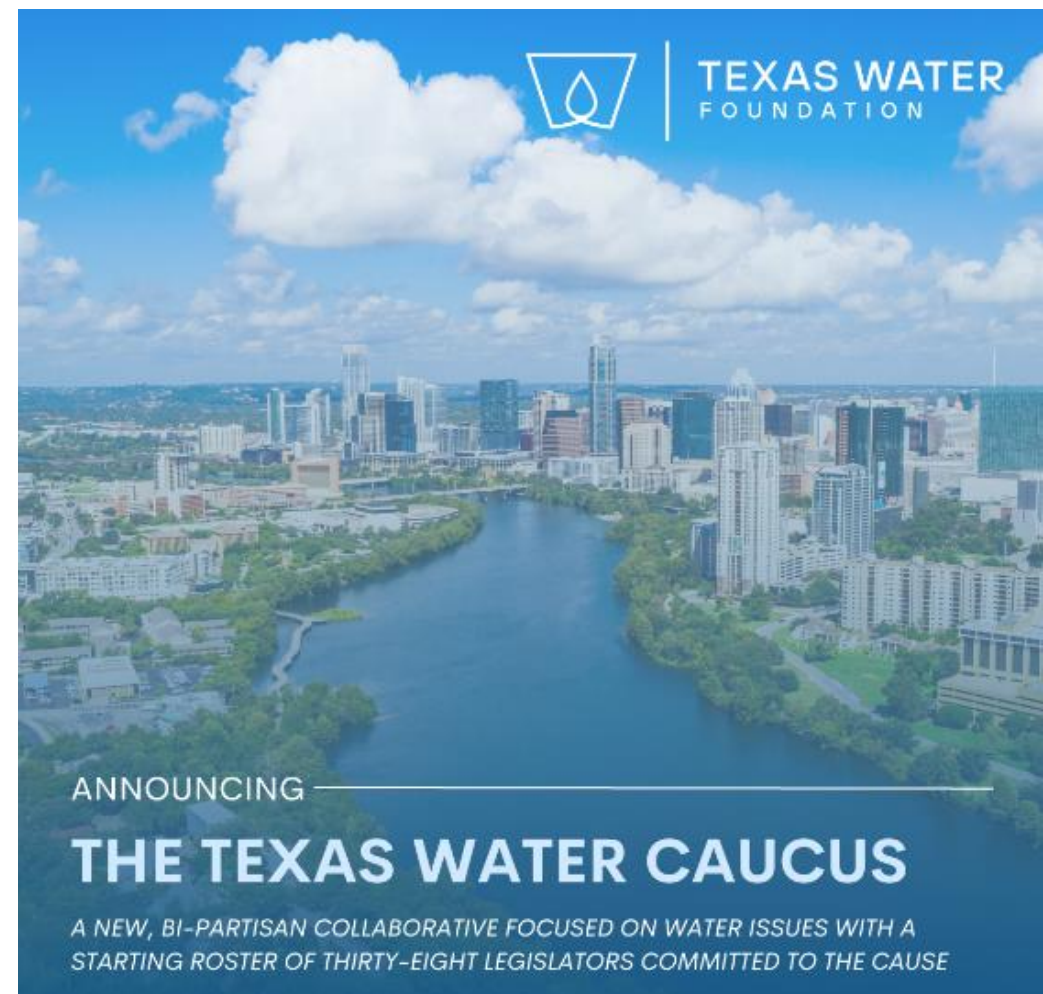 TEXAS WATER
FOUNDATION
ANNOUNCING
THE TEXAS WATER CAUCUS
A NEW, BI-PARTISAN COLLABORATIVE FOCUSED ON WATER ISSUES WITH A
STARTING ROSTER OF THIRTY-EIGHT LEGISLATORS COMMITTED TO THE CAUSE